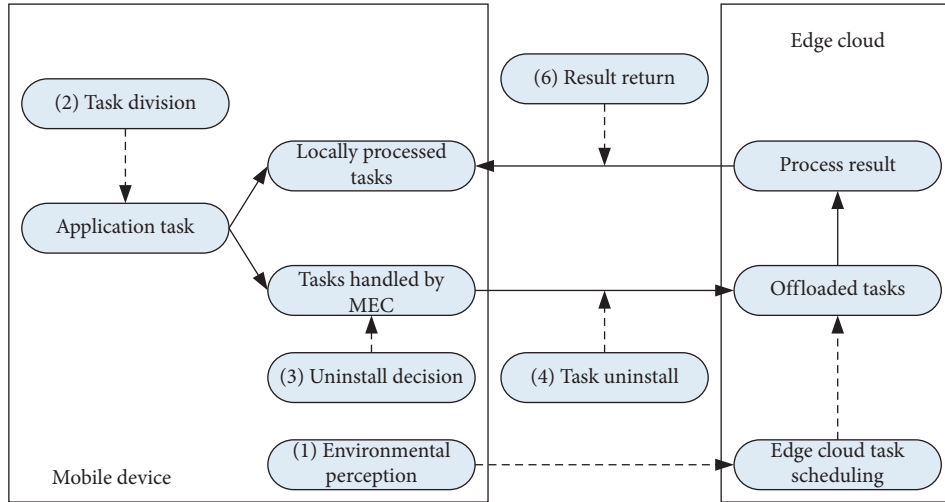 Edge cloud
(6) Result return
(2) Task division
Locally processed
tasks
Process result
Application task
Tasks handled by
MEC
Offloaded tasks
(3) Uninstall decision
(4) Task uninstall
(1) Environmental
perception
Edge cloud task
scheduling
Mobile device